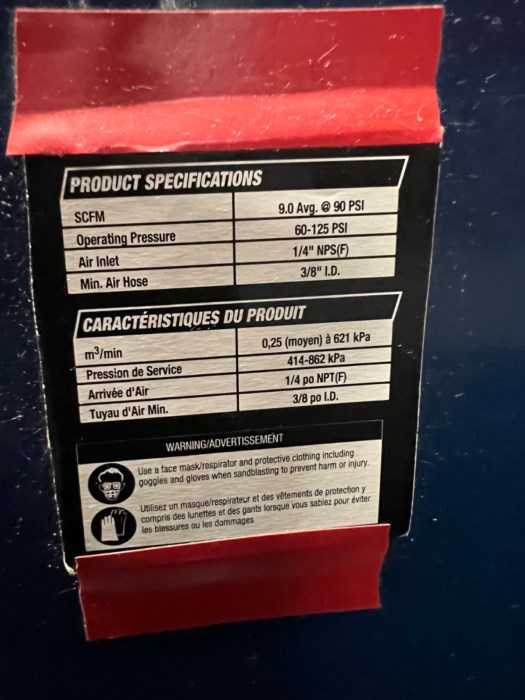 PRODUCT SPECIFICATIONS
SCFM 9.0 Avg. @ 90 PSI
Operating Pressure 60-125 PSI
Air Inlet 1/4" NPS(F)
Min. Air Hose 3/8" I.D.
CARACTÉRISTIQUES DU PRODUIT
m³/min 0,25 (moyen) à 621 kPa
Pression de Service 414-862 kPa
Arrivée d'Air 1/4 po NPT(F)
Tuyau d'Air Min. 3/8 po I.D.
WARNING/ADVERTISSEMENT
Use a face mask/respirator and protective clothing including
goggles and gloves when sandblasting to prevent harm or injury.
Utilisez un masque/respirateur et des vêtements de protection y
compris des lunettes et des gants lorsque vous sablez pour éviter
les blessures ou les dommages